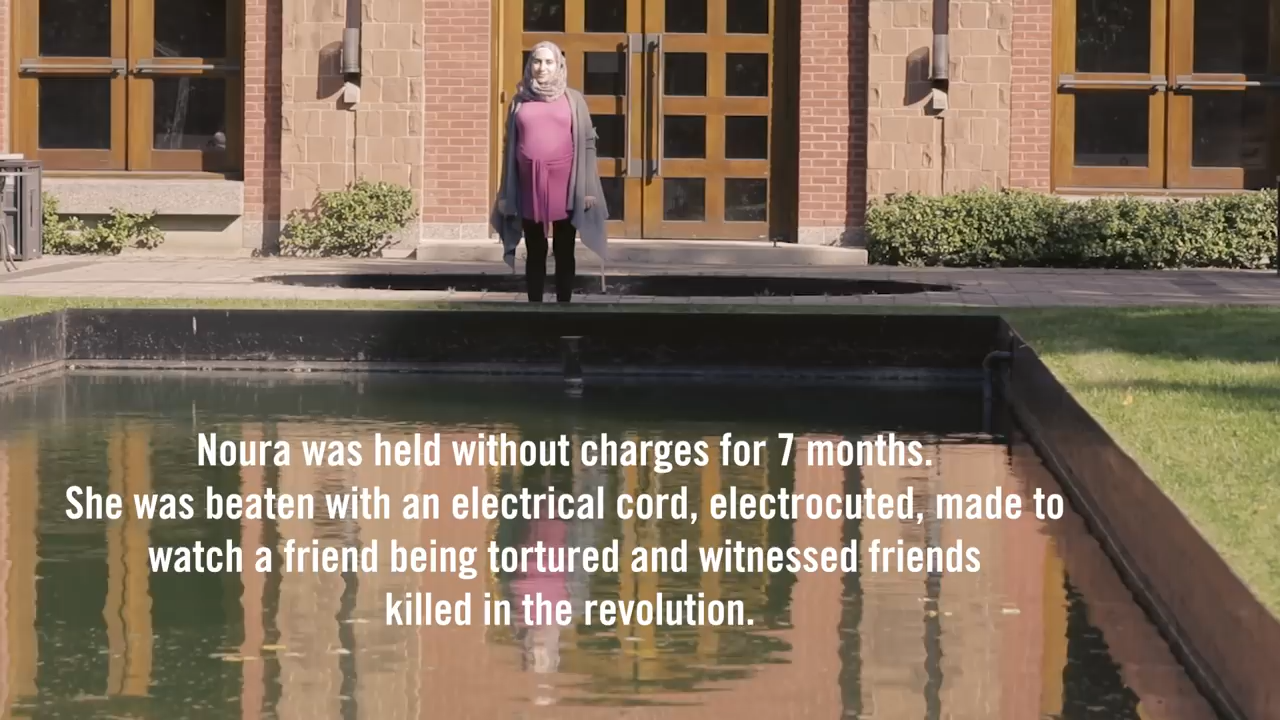 Noura was held without charges for 7 months.
She was beaten with an electrical cord, electrocuted, made to
watch a friend being tortured and witnessed friends
killed in the revolution.